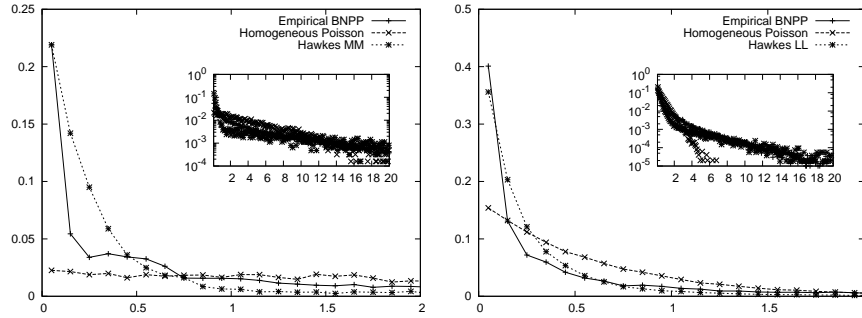 0.25
0.2
0.15
0.1
0.05
0
0 0.5 1 1.5 2
Empirical BNPP
Homogeneous Poisson
Hawkes MM
10^0
10^-1
10^-2
10^-3
10^-4
2 4 6 8 10 12 14 16 18 20
0.5
0.4
0.3
0.2
0.1
0
0 0.5 1 1.5
Empirical BNPP
Homogeneous Poisson
Hawkes LL
10^0
10^-1
10^-2
10^-3
10^-4
10^-5
2 4 6 8 10 12 14 16 18 20